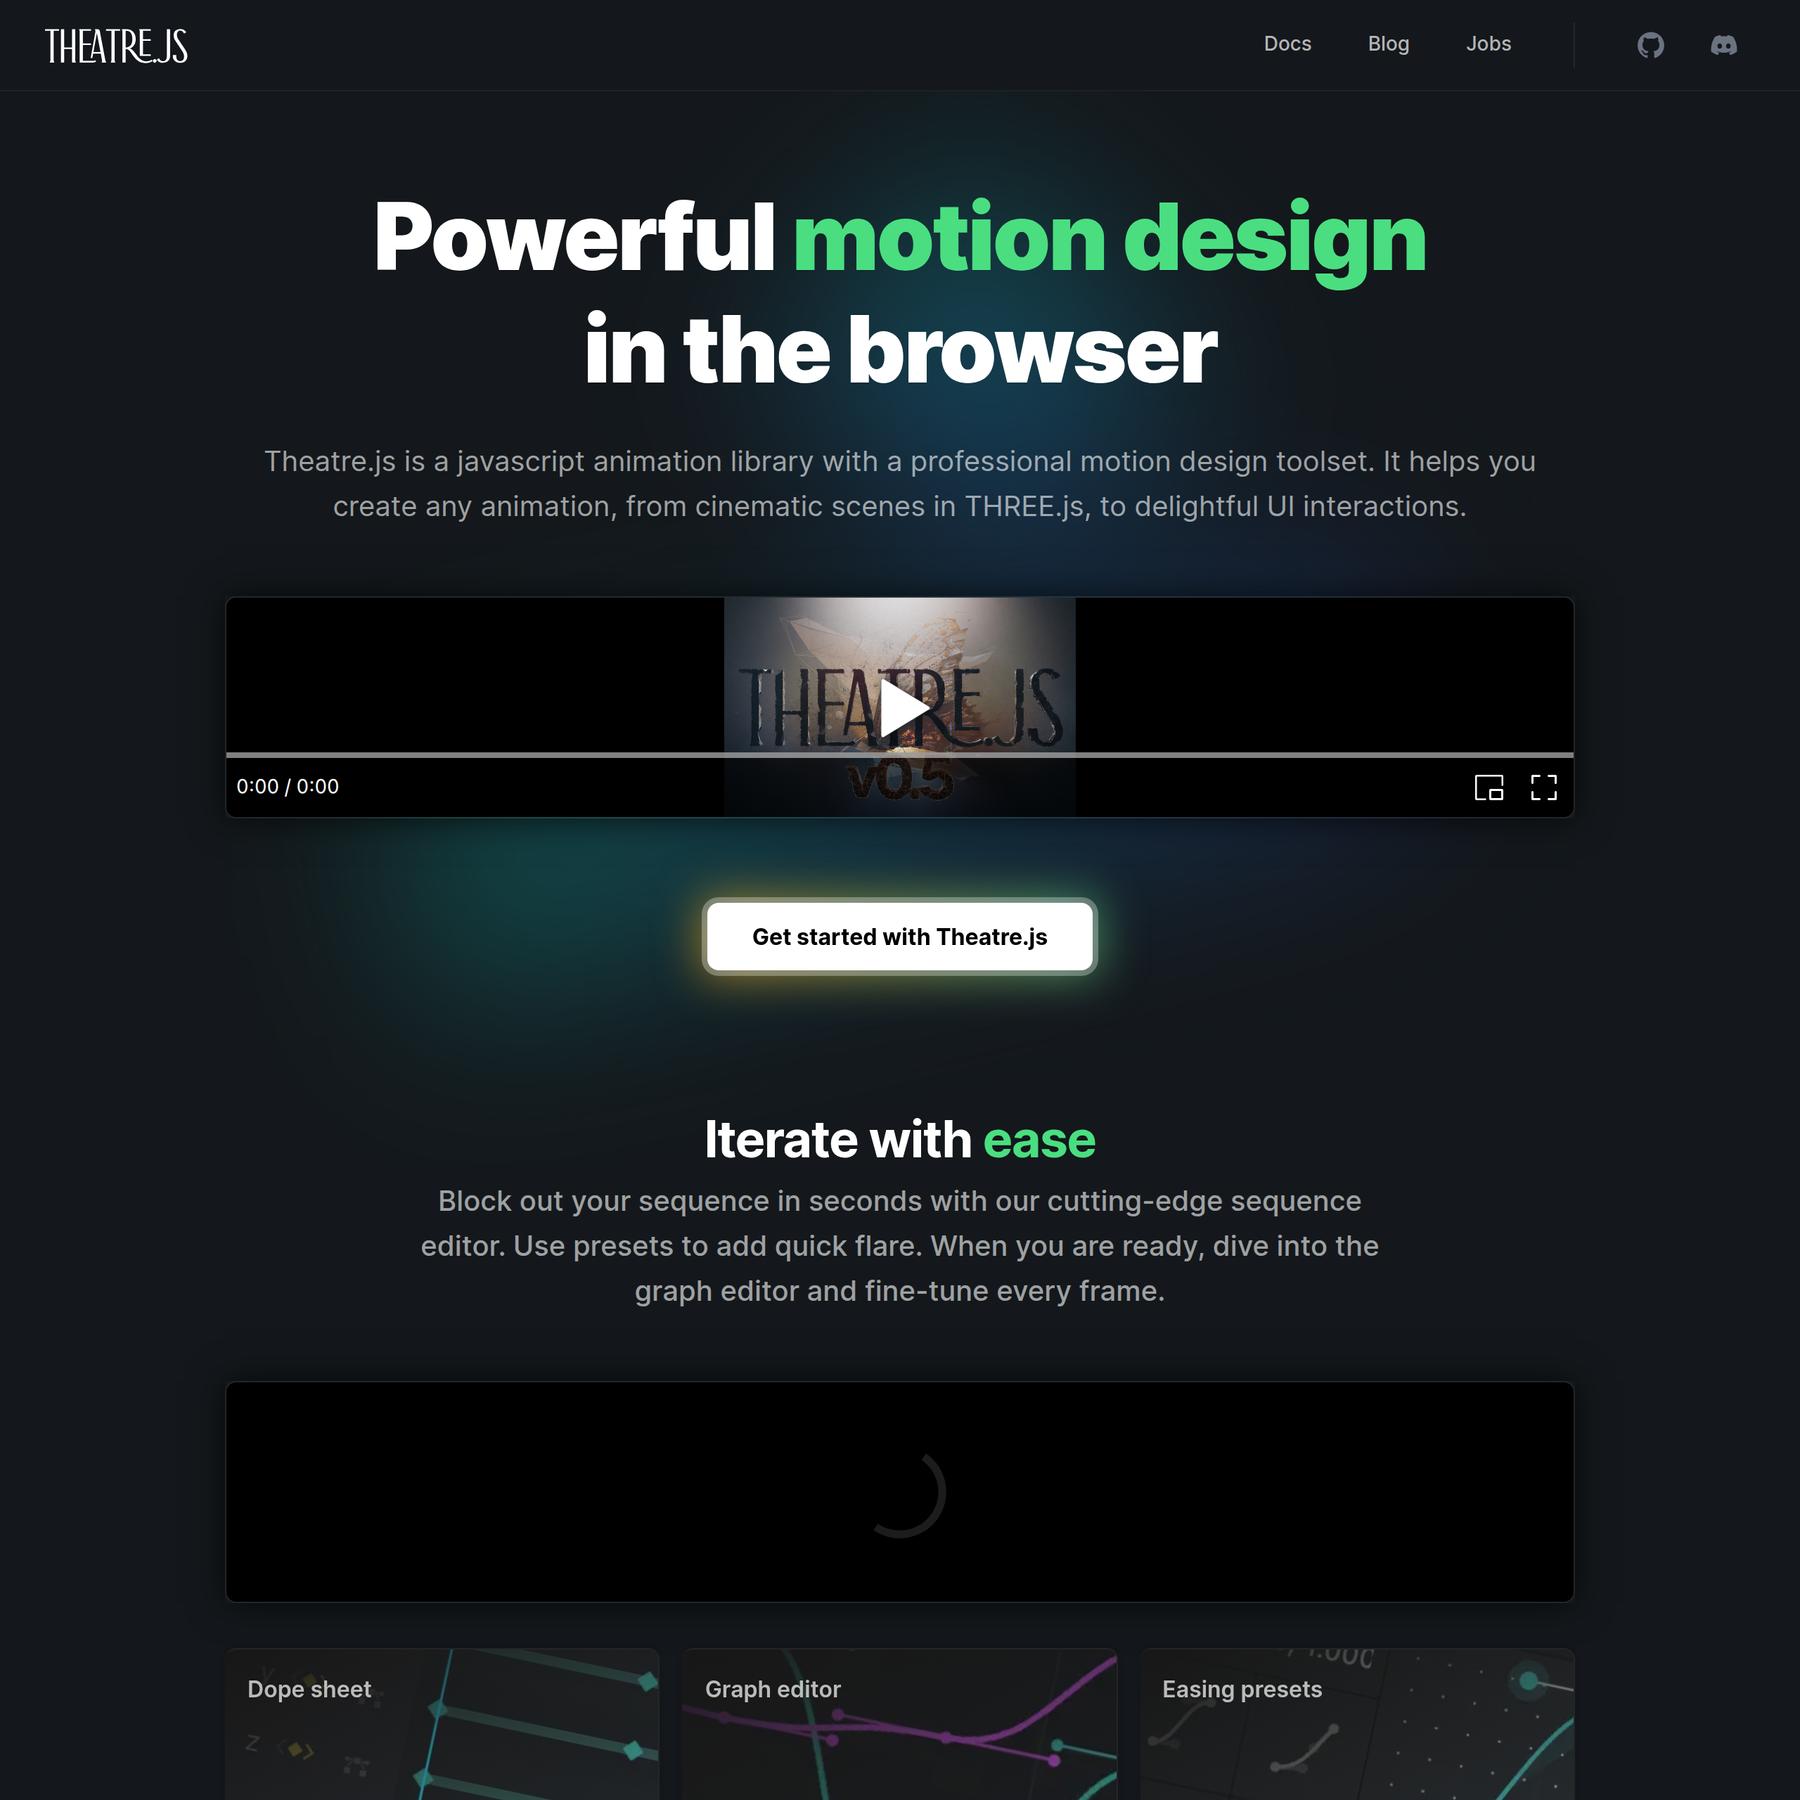 THEATRE.JS
Docs
Blog
Jobs
Powerful motion design
in the browser
Theatre.js is a javascript animation library with a professional motion design toolset. It helps you
create any animation, from cinematic scenes in THREE.js, to delightful UI interactions.
THEATRE.JS
v0.5
0:00 / 0:00
Get started with Theatre.js
Iterate with ease
Block out your sequence in seconds with our cutting-edge sequence
editor. Use presets to add quick flare. When you are ready, dive into the
graph editor and fine-tune every frame.
Dope sheet
Y
Z
Graph editor
Easing presets